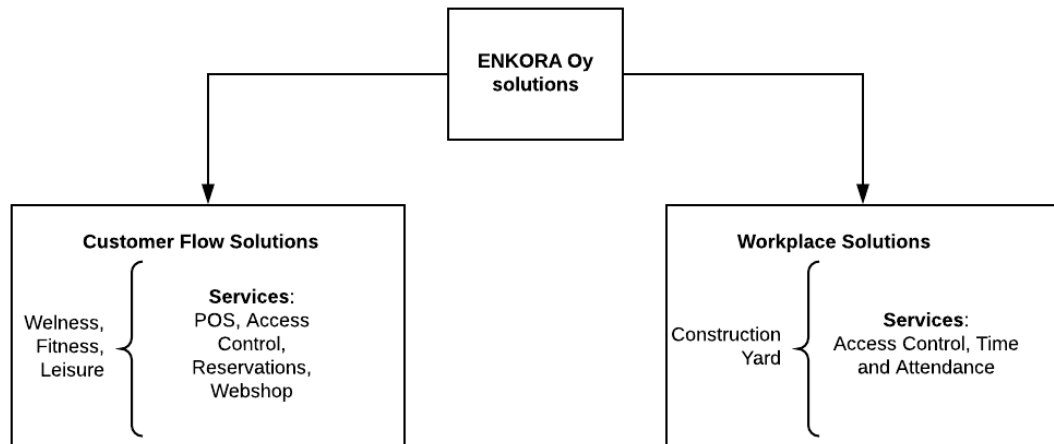 ENKORA Oy
solutions
Customer Flow Solutions
Welness,
Fitness,
Leisure
Services:
POS, Access
Control,
Reservations,
Webshop
Workplace Solutions
Construction
Yard
Services:
Access Control, Time
and Attendance